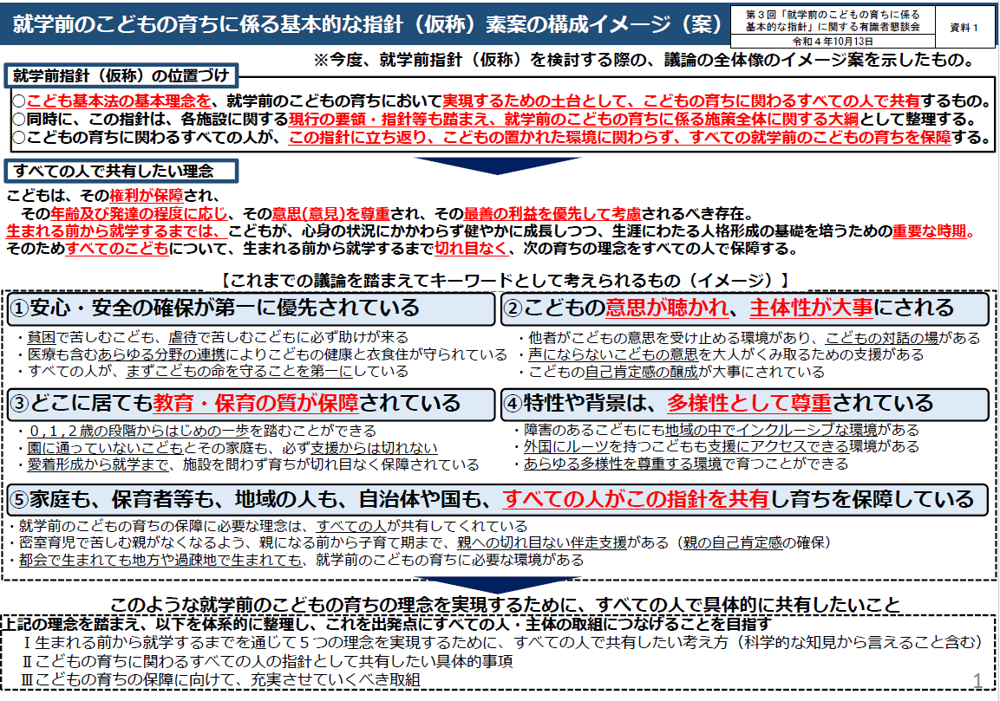 就学前のこどもの育ちに係る基本的な指針（仮称）素案の構成イメージ（案）
第３回「就学前のこどもの育ちに係る
基本的な指針」に関する有識者懇談会
令和４年10月13日
資料１
※今度、就学前指針（仮称）を検討する際の、議論の全体像のイメージ案を示したもの。
就学前指針（仮称）の位置づけ
○こども基本法の基本理念を、就学前のこどもの育ちにおいて実現するための土台として、こどもの育ちに関わるすべての人で共有するもの。
○同時に、この指針は、各施設に関する現行の要領・指針等も踏まえ、就学前のこどもの育ちに係る施策全体に関する大綱として整理する。
○こどもの育ちに関わるすべての人が、この指針に立ち返り、こどもの置かれた環境に関わらず、すべての就学前のこどもの育ちを保障する。
すべての人で共有したい理念
こどもは、その権利が保障され、
その年齢及び発達の程度に応じ、その意思(意見)を尊重され、その最善の利益を優先して考慮されるべき存在。
生まれる前から就学するまでは、こどもが、心身の状況にかかわらず健やかに成長しつつ、生涯にわたる人格形成の基礎を培うための重要な時期。
そのためすべてのこどもについて、生まれる前から就学するまで切れ目なく、次の育ちの理念をすべての人で保障する。
【これまでの議論を踏まえてキーワードとして考えられるもの（イメージ）】
①安心・安全の確保が第一に優先されている
・貧困で苦しむこども、虐待で苦しむこどもに必ず助けが来る
・医療も含むあらゆる分野の連携によりこどもの健康と衣食住が守られている
・すべての人が、まずこどもの命を守ることを第一にしている
②こどもの意思が聴かれ、主体性が大事にされる
・他者がこどもの意思を受け止める環境があり、こどもの対話の場がある
・声にならないこどもの意思を大人がくみ取るための支援がある
・こどもの自己肯定感の醸成が大事にされている
③どこに居ても教育・保育の質が保障されている
・０,１,２歳の段階からはじめの一歩を踏むことができる
・園に通っていないこどもとその家庭も、必ず支援からは切れない
・愛着形成から就学まで、施設を問わず育ちが切れ目なく保障されている
④特性や背景は、多様性として尊重されている
・障害のあるこどもにも地域の中でインクルーシブな環境がある
・外国にルーツを持つこどもも支援にアクセスできる環境がある
・あらゆる多様性を尊重する環境で育つことができる
⑤家庭も、保育者等も、地域の人も、自治体や国も、すべての人がこの指針を共有し育ちを保障している
・就学前のこどもの育ちの保障に必要な理念は、すべての人が共有してくれている
・密室育児で苦しむ親がなくなるよう、親になる前から子育て期まで、親への切れ目ない伴走支援がある（親の自己肯定感の確保）
・都会で生まれても地方や過疎地で生まれても、就学前のこどもの育ちに必要な環境がある
このような就学前のこどもの育ちの理念を実現するために、すべての人で具体的に共有したいこと
上記の理念を踏まえ、以下を体系的に整理し、これを出発点にすべての人・主体の取組につなげることを目指す
Ⅰ生まれる前から就学するまでを通じて５つの理念を実現するために、すべての人で共有したい考え方（科学的な知見から言えること含む）
Ⅱこどもの育ちに関わるすべての人の指針として共有したい具体的事項
Ⅲこどもの育ちの保障に向けて、充実させていくべき取組
1